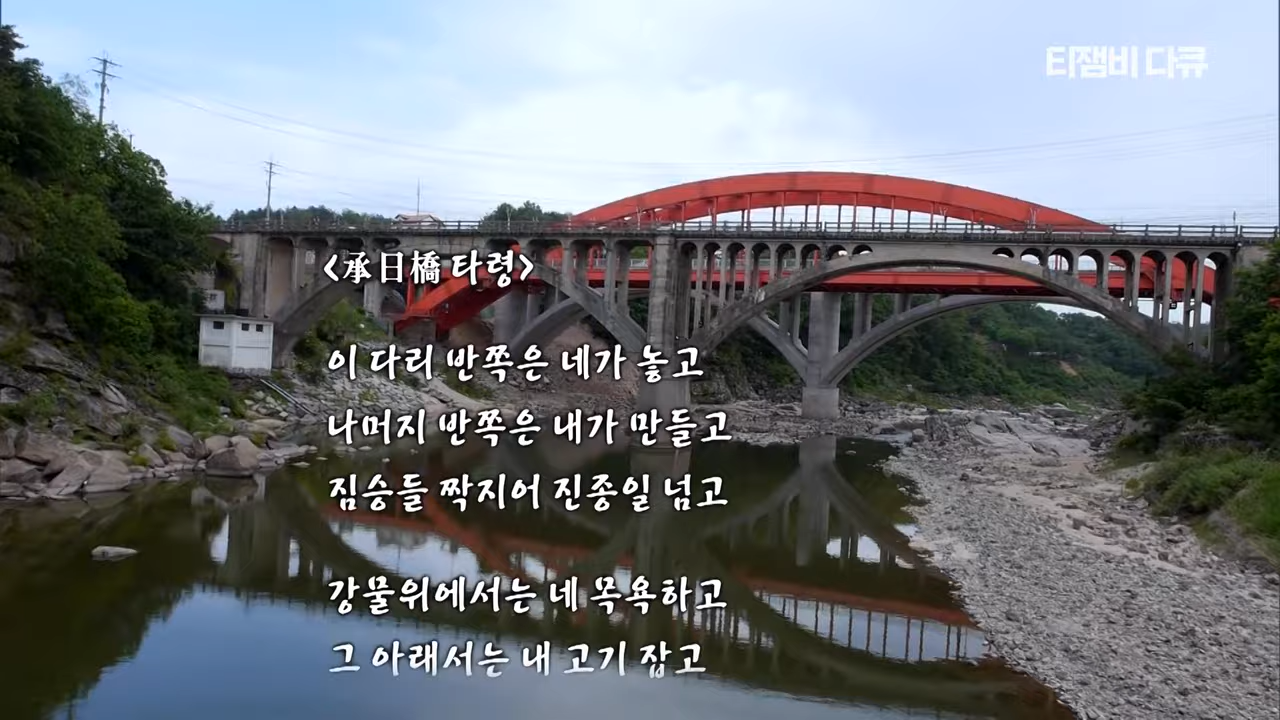 티잼비 다큐
<承日橋 타령>
이 다리 반쪽은 네가 놓고
나머지 반쪽은 내가 만들고
짐승들 짝지어 진종일 넘고
강물위에서는 네 목욕하고
그 아래서는 내 고기 잡고